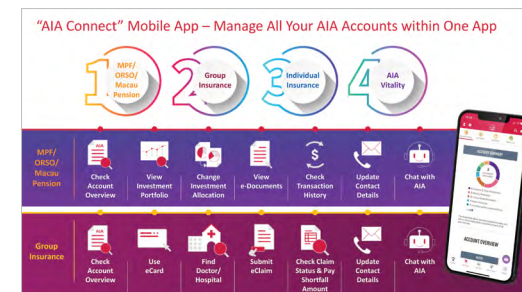 "AIA Connect" Mobile App – Manage All Your AIA Accounts within One App
1
MPF/
ORSO/
Macau
Pension
2
Group
Insurance
3
Individual
Insurance
4
AIA
Vitality
MPF/
ORSO/
Macau
Pension
AIA
Check
Account
Overview
View
Investment
Portfolio
Change
Investment
Allocation
View
e-Documents
$
Check
Transaction
History
Update
Contact
Details
Chat with
AIA
Group
Insurance
AIA
Check
Account
Overview
Use
eCard
Find
Doctor/
Hospital
Submit
eClaim
Check Claim
Status & Pay
Shortfall
Amount
Update
Contact
Details
Chat with
AIA
ACCOUNT SUMMARY
ACCOUNT OVERVIEW